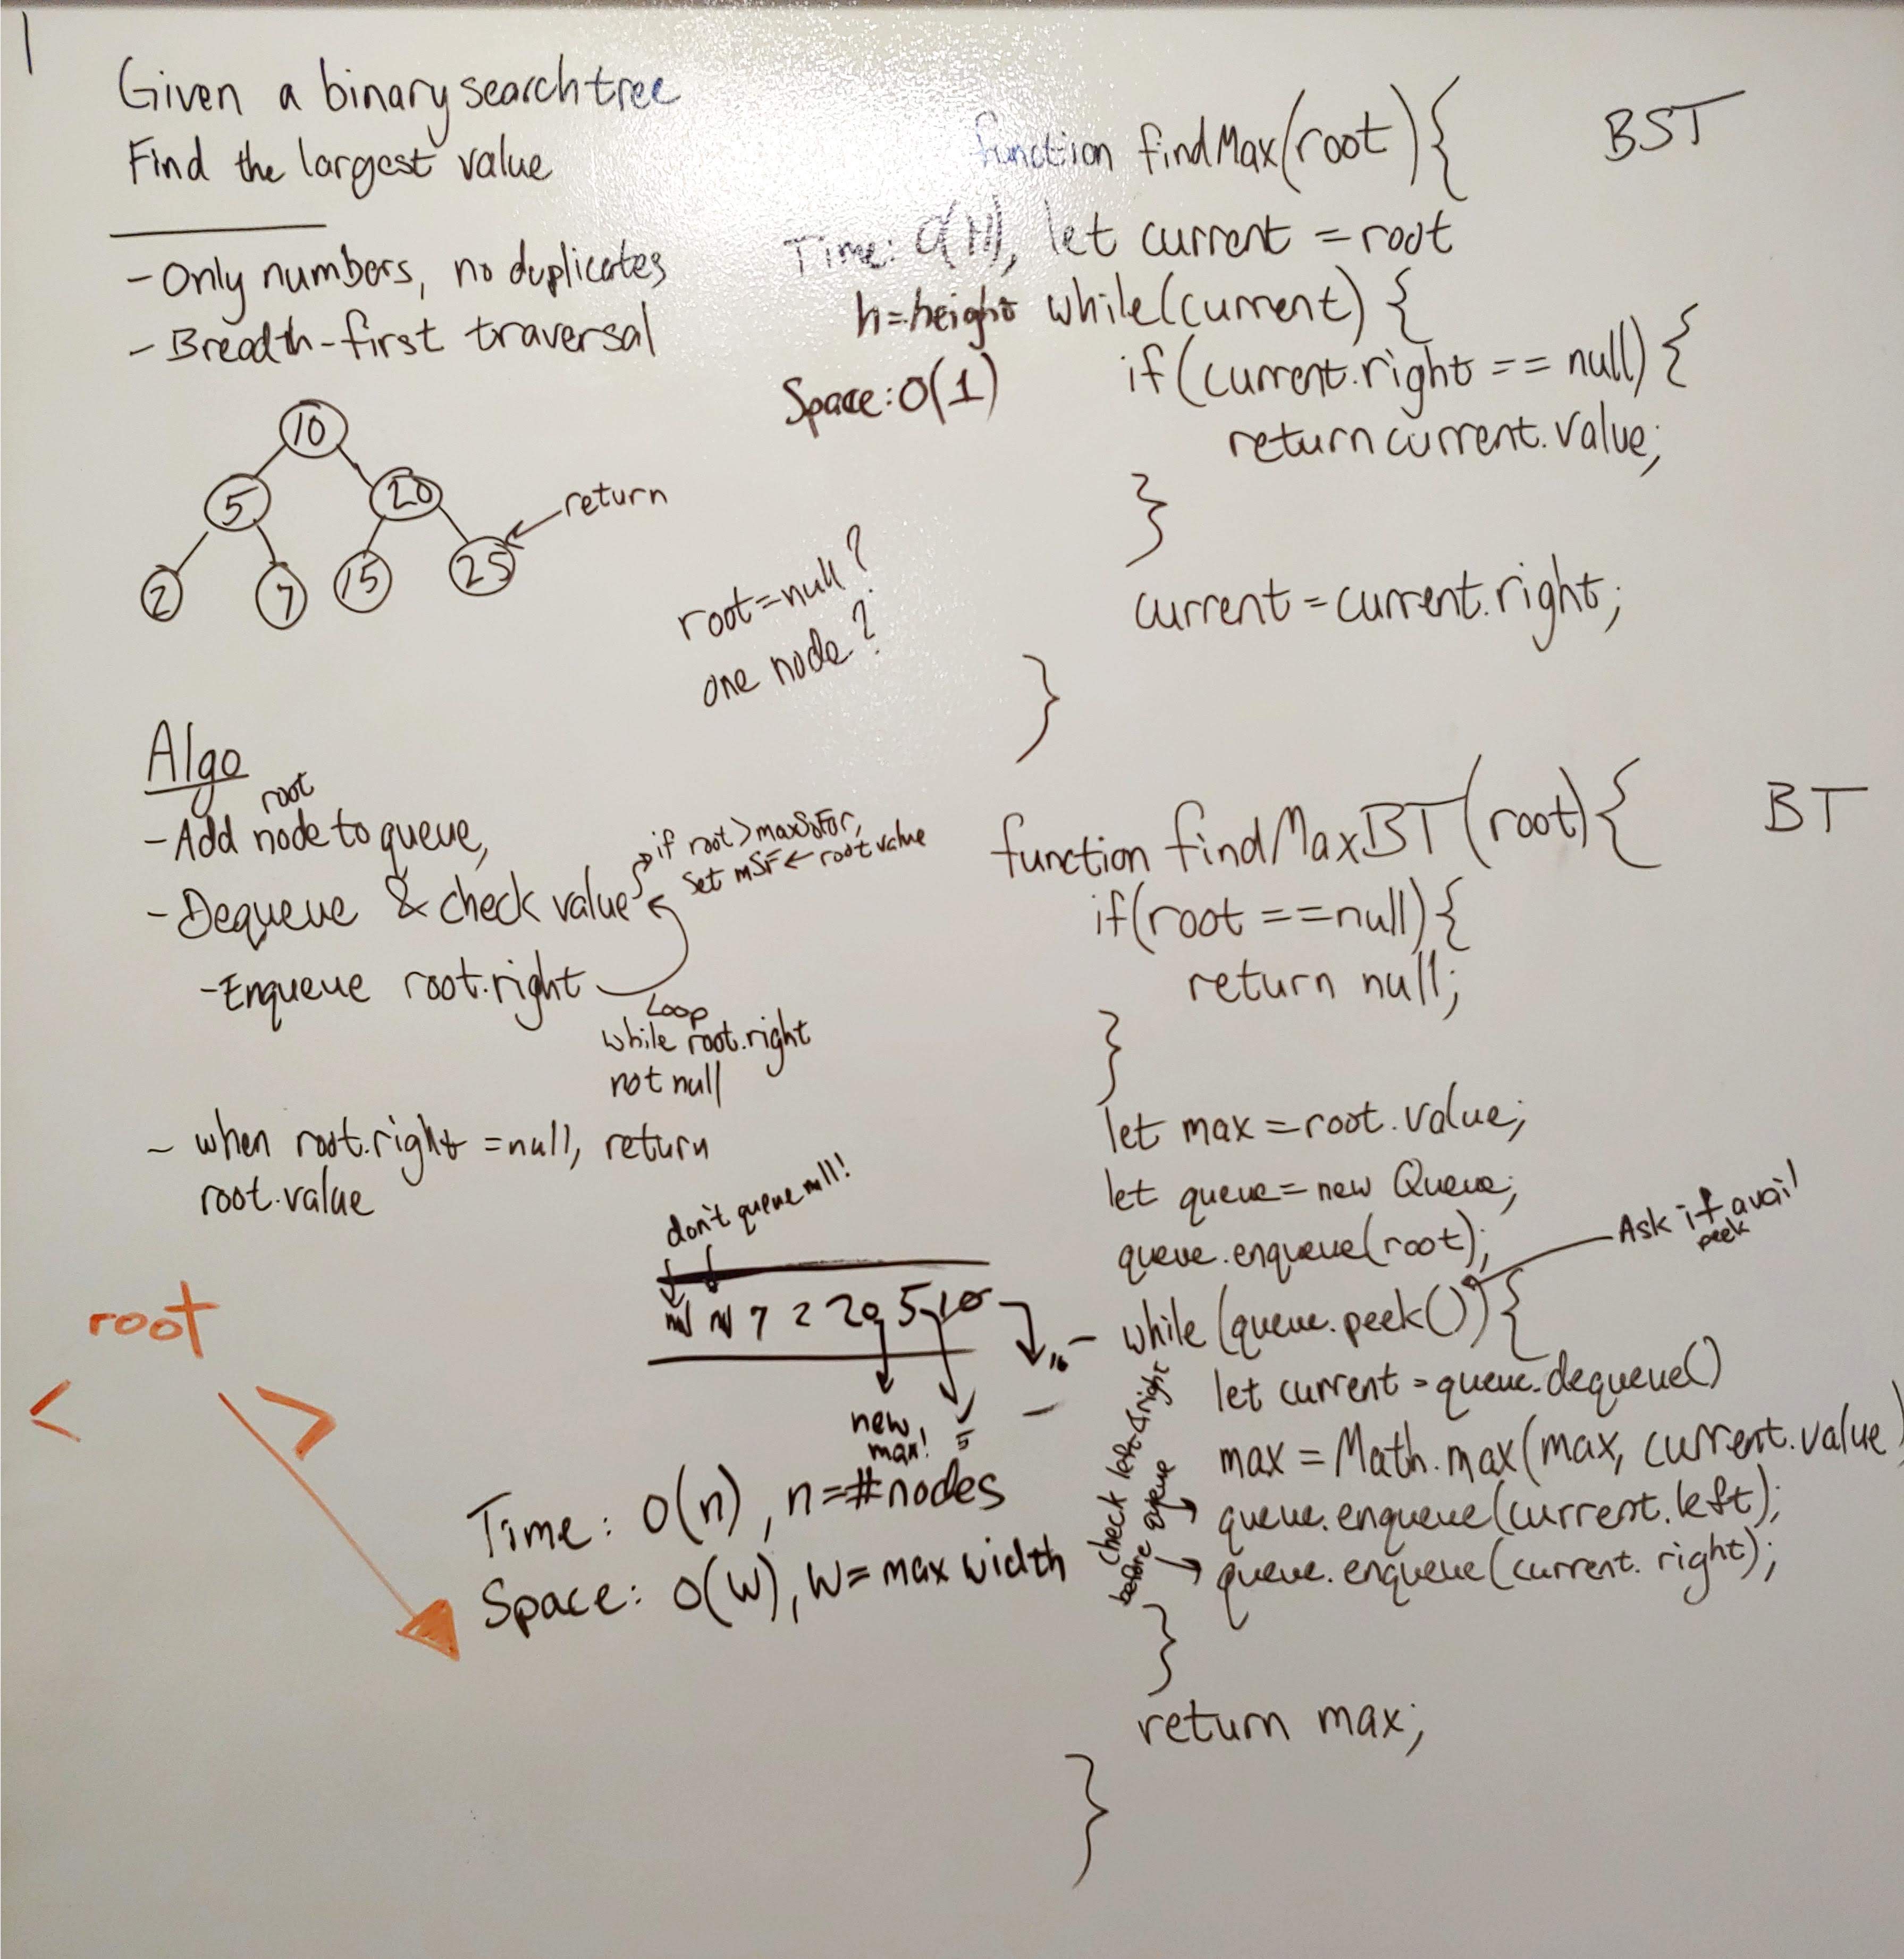 Given a binary search tree
Find the largest value
- Only numbers, no duplicates
- Breadth-first traversal
10
5 20
2 7 15 25
return
root=null?
one node?
Algo
root
- Add node to queue,
- Dequeue & check value
if root > maxSoFar,
set mSF ← root value
- Enqueue root.right
Loop
while root.right
not null
- when root.right = null, return
root.value
don't queue null!
7 2 20 5 10
new
max!
5
root
< >
Time: O(n), n=#nodes
Space: O(W), W= max width
BST
function findMax(root){
Time: O(H), let current = root
h=height while(current) {
Space: O(1)
if(current.right == null) {
return current.value;
}
current = current.right;
}
BT
function findMaxBT(root){
if(root == null){
return null;
}
let max = root.value;
let queue = new Queue;
queue.enqueue(root);
Ask if avail
peek
while (queue.peek()){
let current = queue.dequeue()
max = Math.max(max, current.value)
check left & right
before queue
queue.enqueue(current.left);
queue.enqueue(current.right);
}
return max;
}